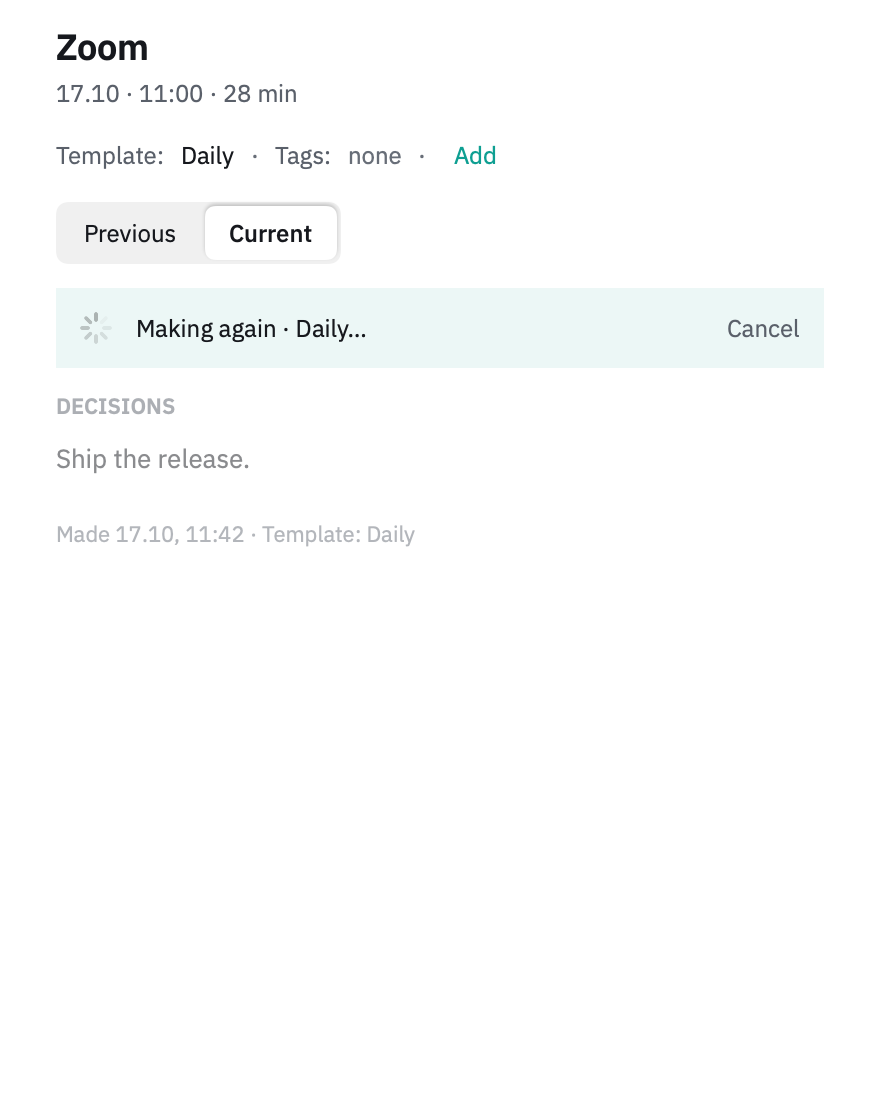 Zoom
17.10 · 11:00 · 28 min
Template: Daily · Tags: none · Add
Previous Current
Making again · Daily... Cancel
DECISIONS
Ship the release.
Made 17.10, 11:42 · Template: Daily